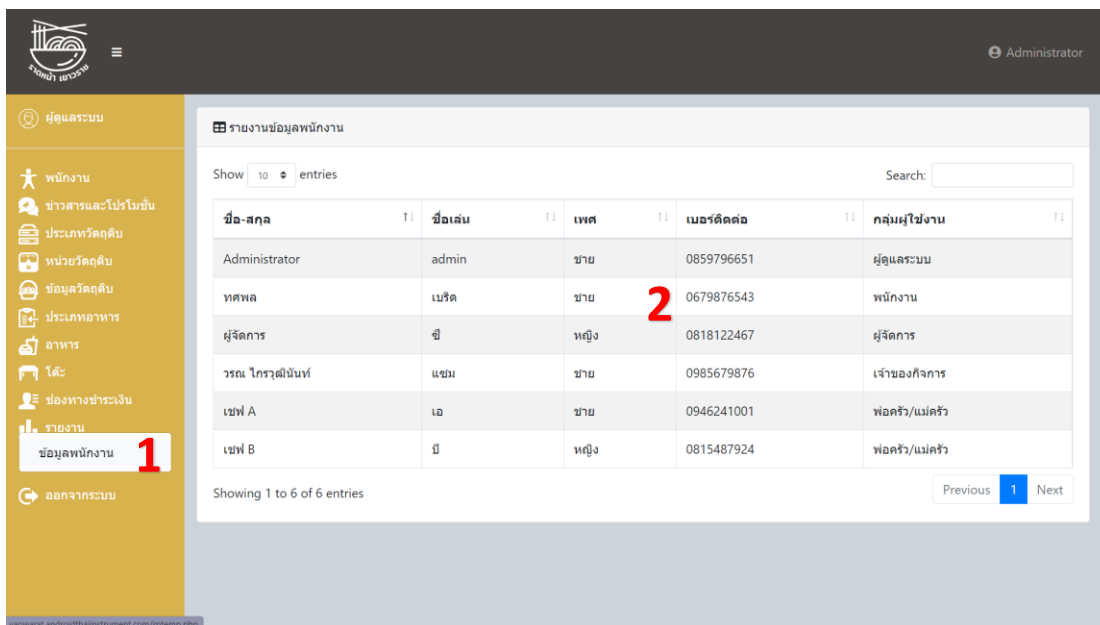 ราดหน้า เยาวราช
Administrator
ผู้ดูแลระบบ
พนักงาน
ข่าวสารและโปรโมชั่น
ประเภทวัตถุดิบ
หน่วยวัตถุดิบ
ข้อมูลวัตถุดิบ
ประเภทอาหาร
อาหาร
โต๊ะ
ช่องทางชำระเงิน
รายงาน
ข้อมูลพนักงาน 1
ออกจากระบบ
รายงานข้อมูลพนักงาน
Show 10 entries Search:
ชื่อ-สกุล ชื่อเล่น เพศ เบอร์ติดต่อ กลุ่มผู้ใช้งาน
Administrator admin ชาย 0859796651 ผู้ดูแลระบบ
ทศพล เบริต ชาย 2 0679876543 พนักงาน
ผู้จัดการ ซี หญิง 0818122467 ผู้จัดการ
วรณ ไกรวุฒินันท์ แชม ชาย 0985679876 เจ้าของกิจการ
เชฟ A เอ ชาย 0946241001 พ่อครัว/แม่ครัว
เชฟ B บี หญิง 0815487924 พ่อครัว/แม่ครัว
Showing 1 to 6 of 6 entries Previous 1 Next